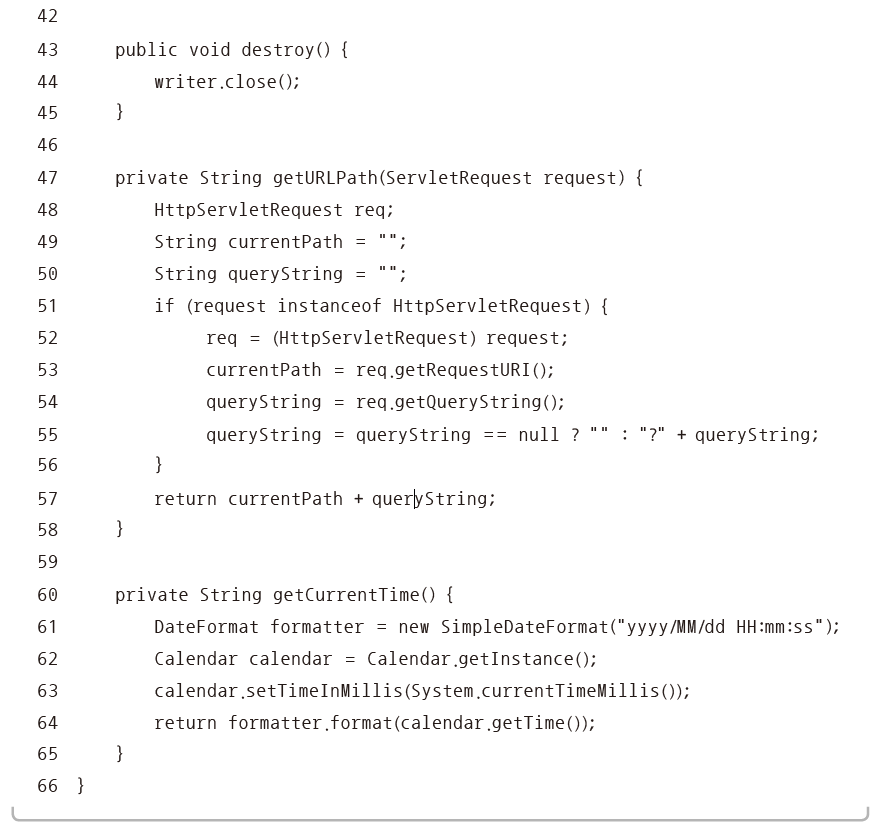 42
43 public void destroy() {
44 writer.close();
45 }
46
47 private String getURLPath(ServletRequest request) {
48 HttpServletRequest req;
49 String currentPath = "";
50 String queryString = "";
51 if (request instanceof HttpServletRequest) {
52 req = (HttpServletRequest) request;
53 currentPath = req.getRequestURI();
54 queryString = req.getQueryString();
55 queryString = queryString == null ? "" : "?" + queryString;
56 }
57 return currentPath + queryString;
58 }
59
60 private String getCurrentTime() {
61 DateFormat formatter = new SimpleDateFormat("yyyy/MM/dd HH:mm:ss");
62 Calendar calendar = Calendar.getInstance();
63 calendar.setTimeInMillis(System.currentTimeMillis());
64 return formatter.format(calendar.getTime());
65 }
66 }